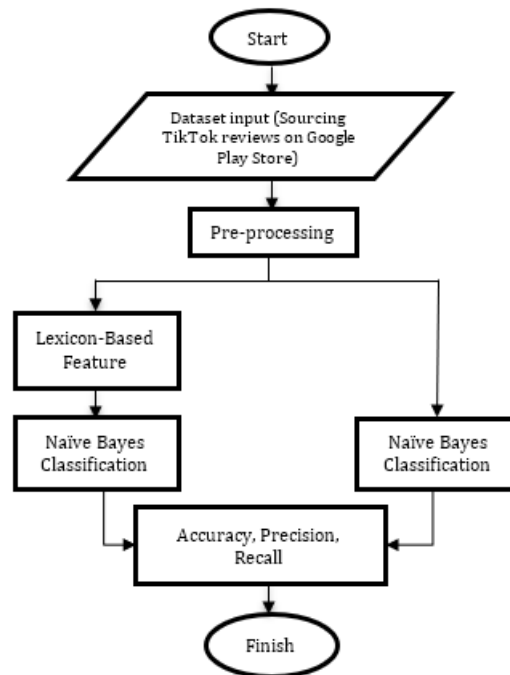 Start
Dataset input (Sourcing
TikTok reviews on Google
Play Store)
Pre-processing
Lexicon-Based
Feature
Naïve Bayes
Classification
Naïve Bayes
Classification
Accuracy, Precision,
Recall
Finish